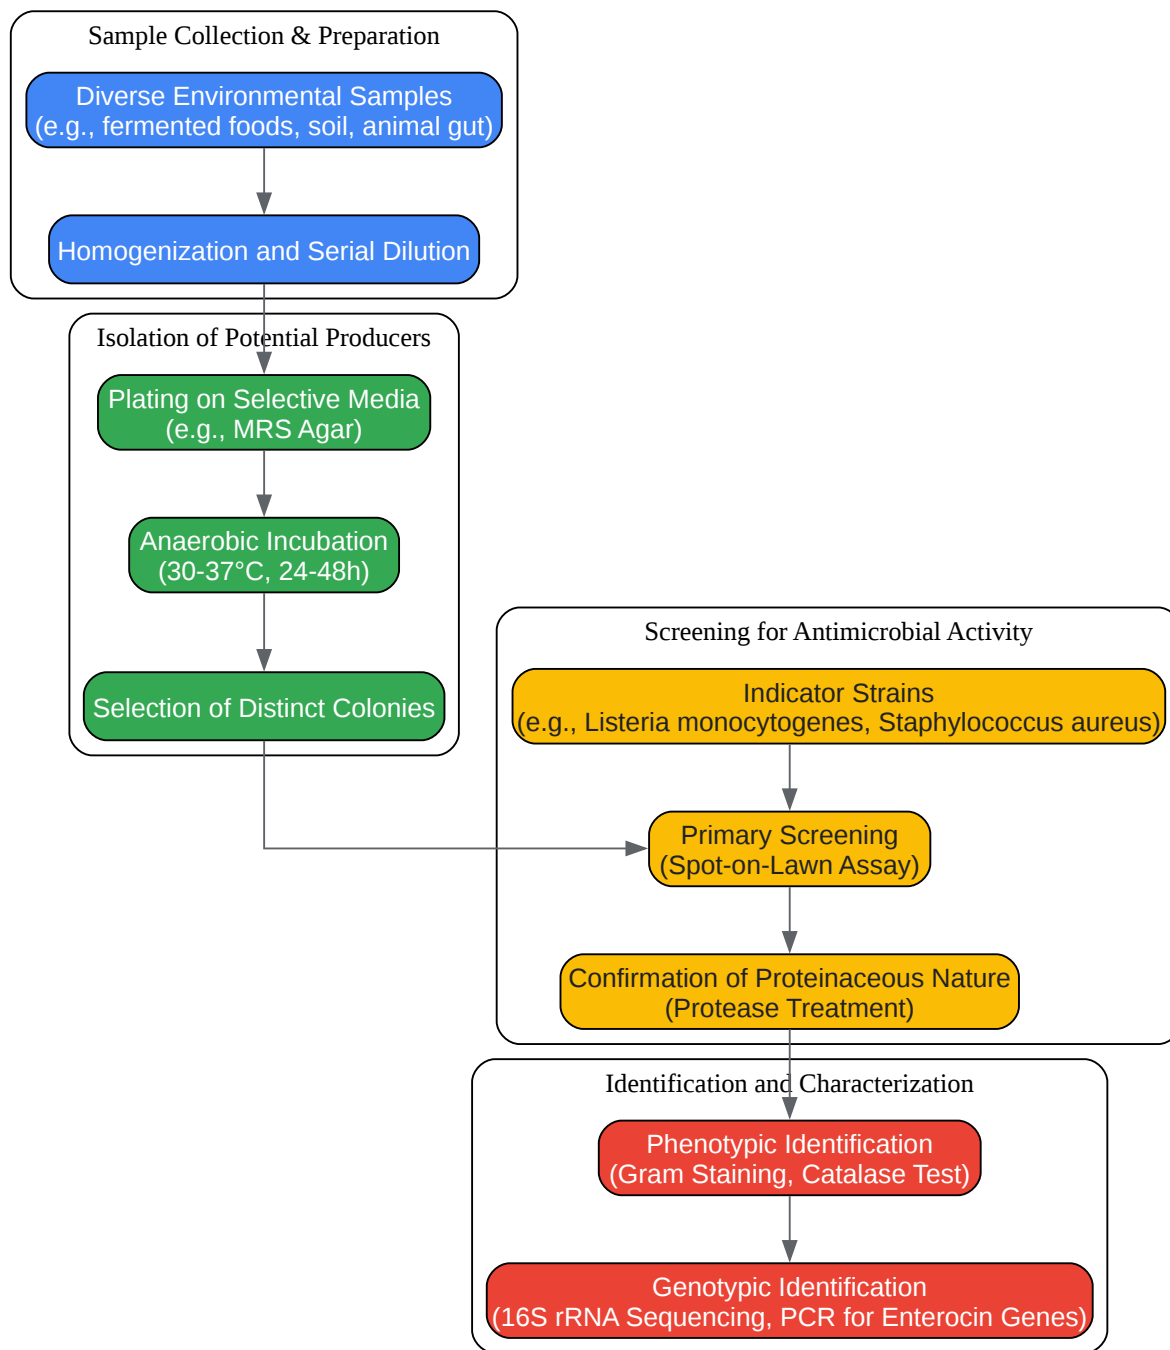 Sample Collection & Preparation
Diverse Environmental Samples
(e.g., fermented foods, soil, animal gut)
Homogenization and Serial Dilution
Isolation of Potential Producers
Plating on Selective Media
(e.g., MRS Agar)
Anaerobic Incubation
(30-37°C, 24-48h)
Selection of Distinct Colonies
Screening for Antimicrobial Activity
Indicator Strains
(e.g., Listeria monocytogenes, Staphylococcus aureus)
Primary Screening
(Spot-on-Lawn Assay)
Confirmation of Proteinaceous Nature
(Protease Treatment)
Identification and Characterization
Phenotypic Identification
(Gram Staining, Catalase Test)
Genotypic Identification
(16S rRNA Sequencing, PCR for Enterocin Genes)